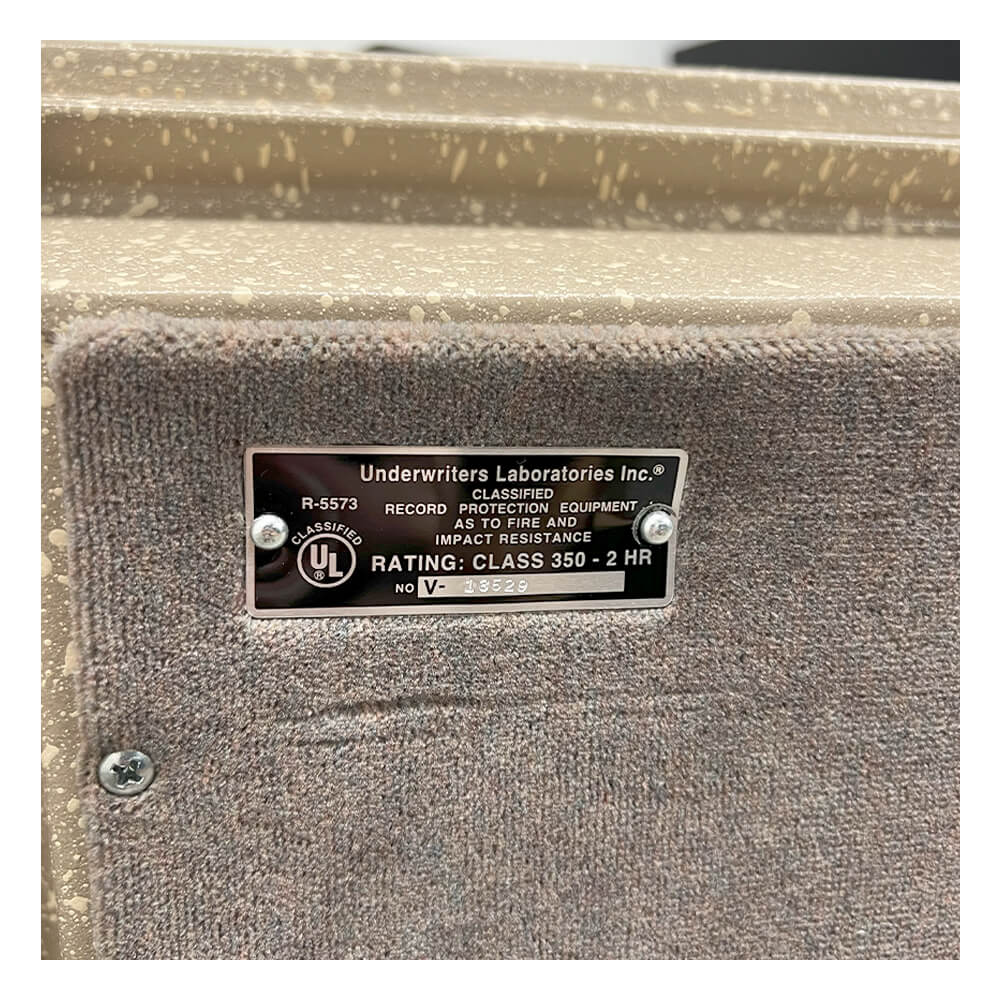 Underwriters Laboratories Inc.®
CLASSIFIED
R-5573
RECORD PROTECTION EQUIPMENT
AS TO FIRE AND
IMPACT RESISTANCE
CLASSIFIED
UL®
RATING: CLASS 350 - 2 HR
NO V- 18529